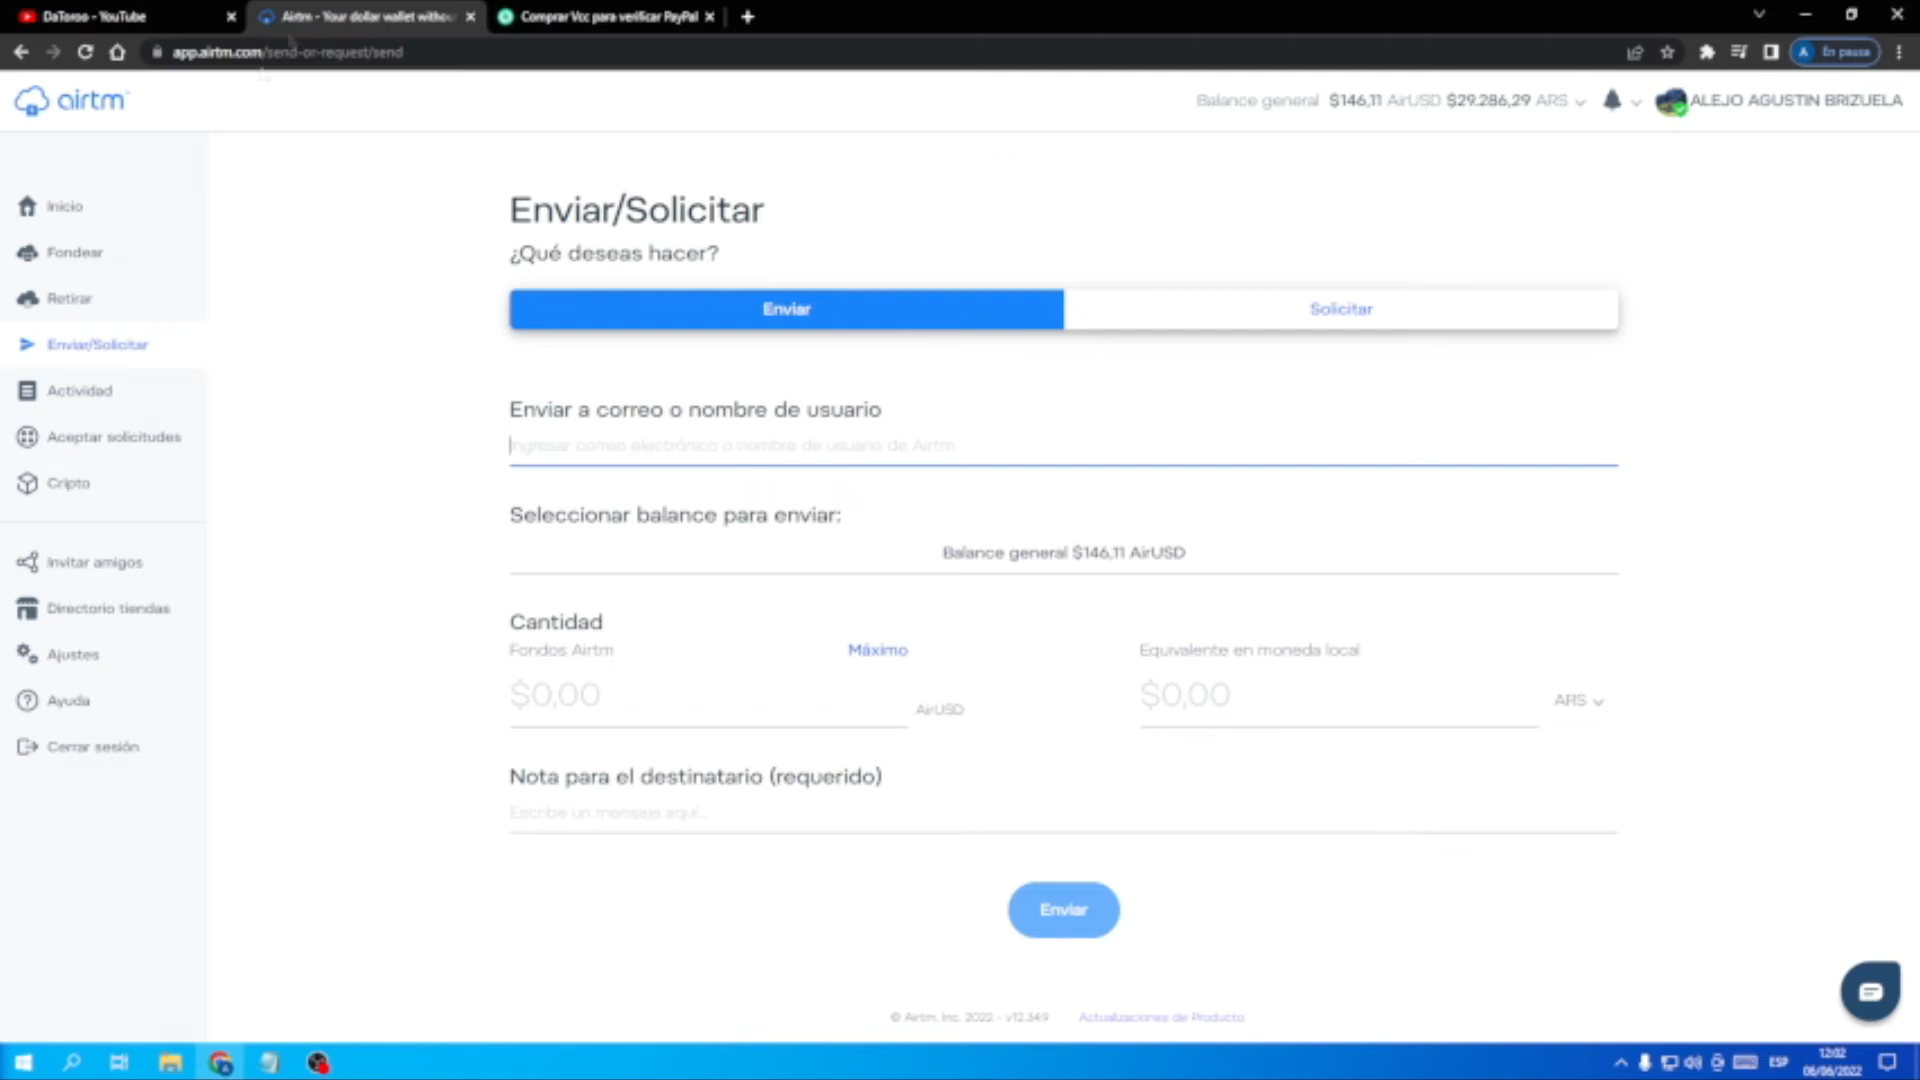 DaToroo - YouTube
Airtm - Your dollar wallet witho
Comprar Vcc para verificar PayPal
app.airtm.com/send-or-request/send
A En pausa
airtm
Balance general $146,11 AirUSD $29.286,29 ARS
ALEJO AGUSTIN BRIZUELA
Inicio
Fondear
Retirar
Enviar/Solicitar
Actividad
Aceptar solicitudes
Cripto
Invitar amigos
Directorio tiendas
Ajustes
Ayuda
Cerrar sesión
Enviar/Solicitar
¿Qué deseas hacer?
Enviar
Solicitar
Enviar a correo o nombre de usuario
Ingresar correo electrónico o nombre de usuario de Airtm
Seleccionar balance para enviar:
Balance general $146,11 AirUSD
Cantidad
Fondos Airtm
Máximo
Equivalente en moneda local
$0,00
AirUSD
$0,00
ARS
Nota para el destinatario (requerido)
Escribe un mensaje aquí...
Enviar
© Airtm, Inc. 2022 - v12.34.9
Actualizaciones de Producto
ESP
12:02
06/06/2022